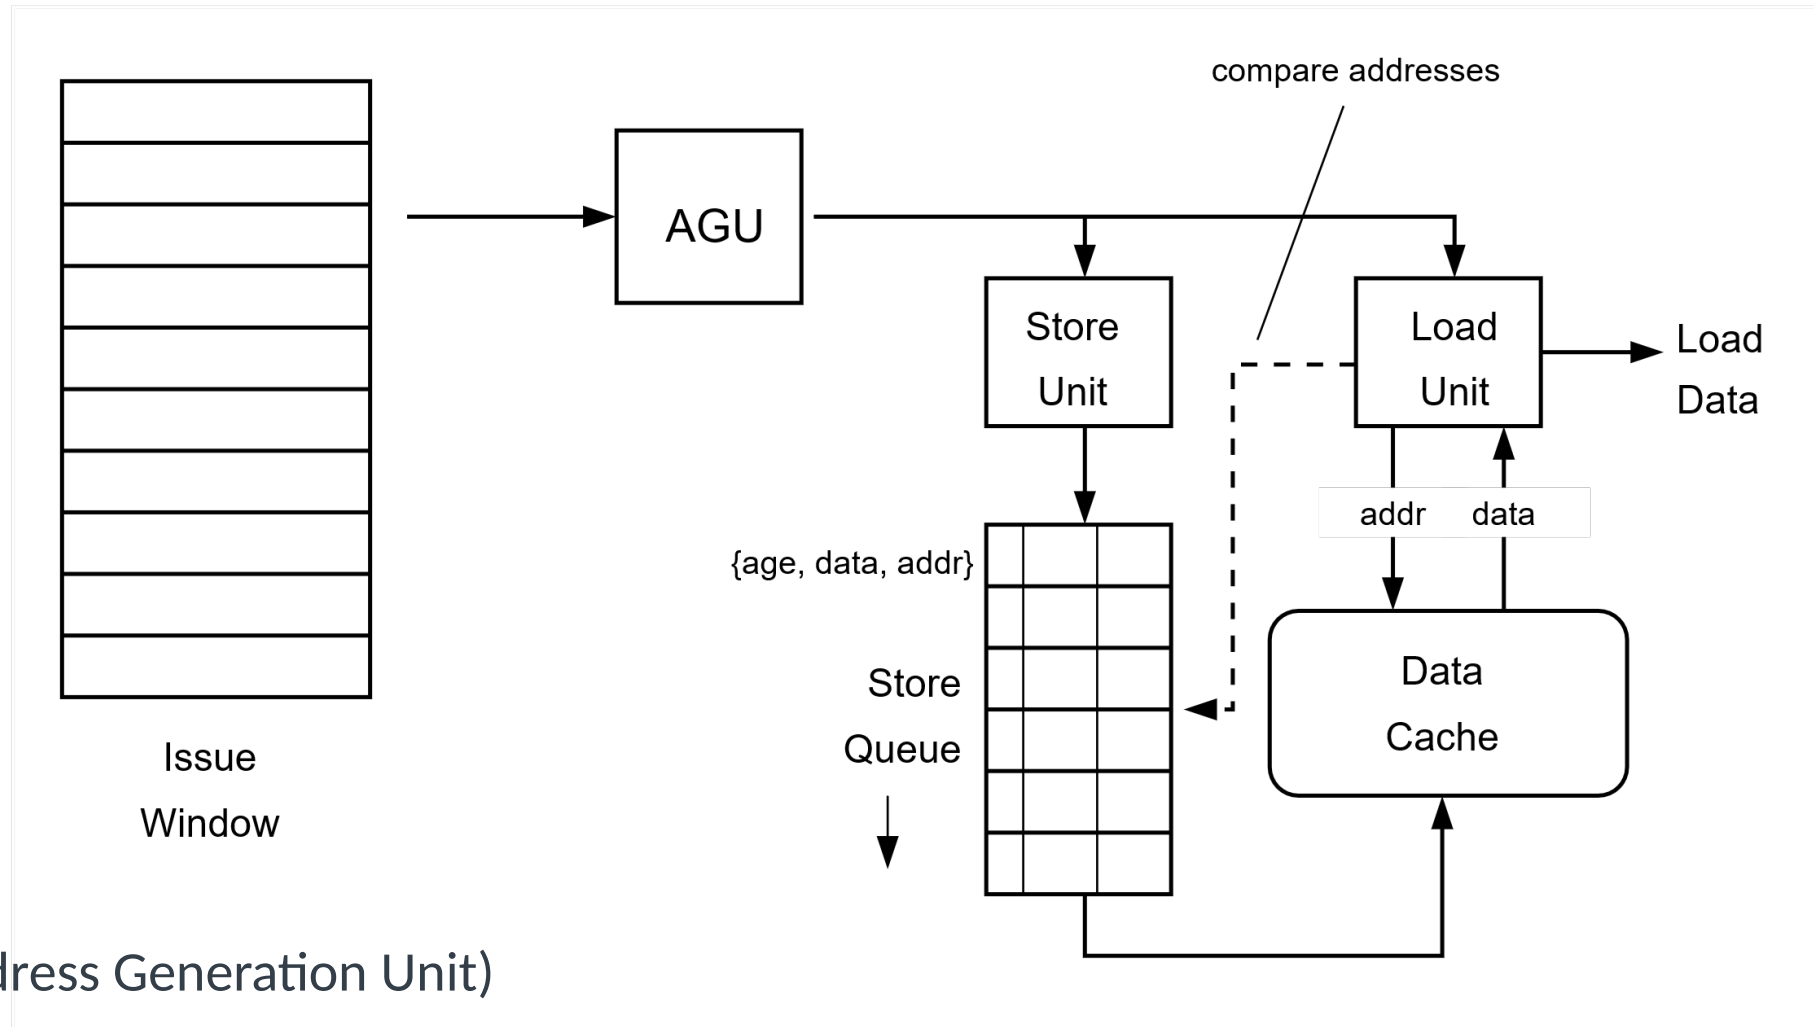 compare addresses
AGU
Store
Unit
Load
Unit
Load
Data
addr data
{age, data, addr}
Store
Queue
Data
Cache
Issue
Window
Generation Unit)